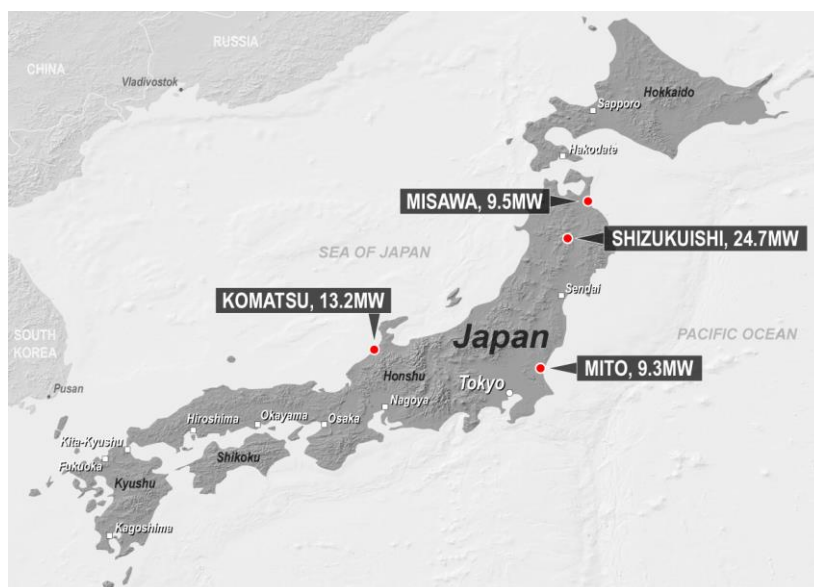 RUSSIA
CHINA
Vladivostok
Hokkaido
Sapporo
Hakodate
MISAWA, 9.5MW
SHIZUKUISHI, 24.7MW
SEA OF JAPAN
KOMATSU, 13.2MW
Sendai
SOUTH
KOREA
Japan
PACIFIC OCEAN
MITO, 9.3MW
Honshu
Tokyo
Pusan
Nagoya
Hiroshima
Okayama
Osaka
Kita-Kyushu
Fukuoka
Shikoku
Kyushu
Kagoshima